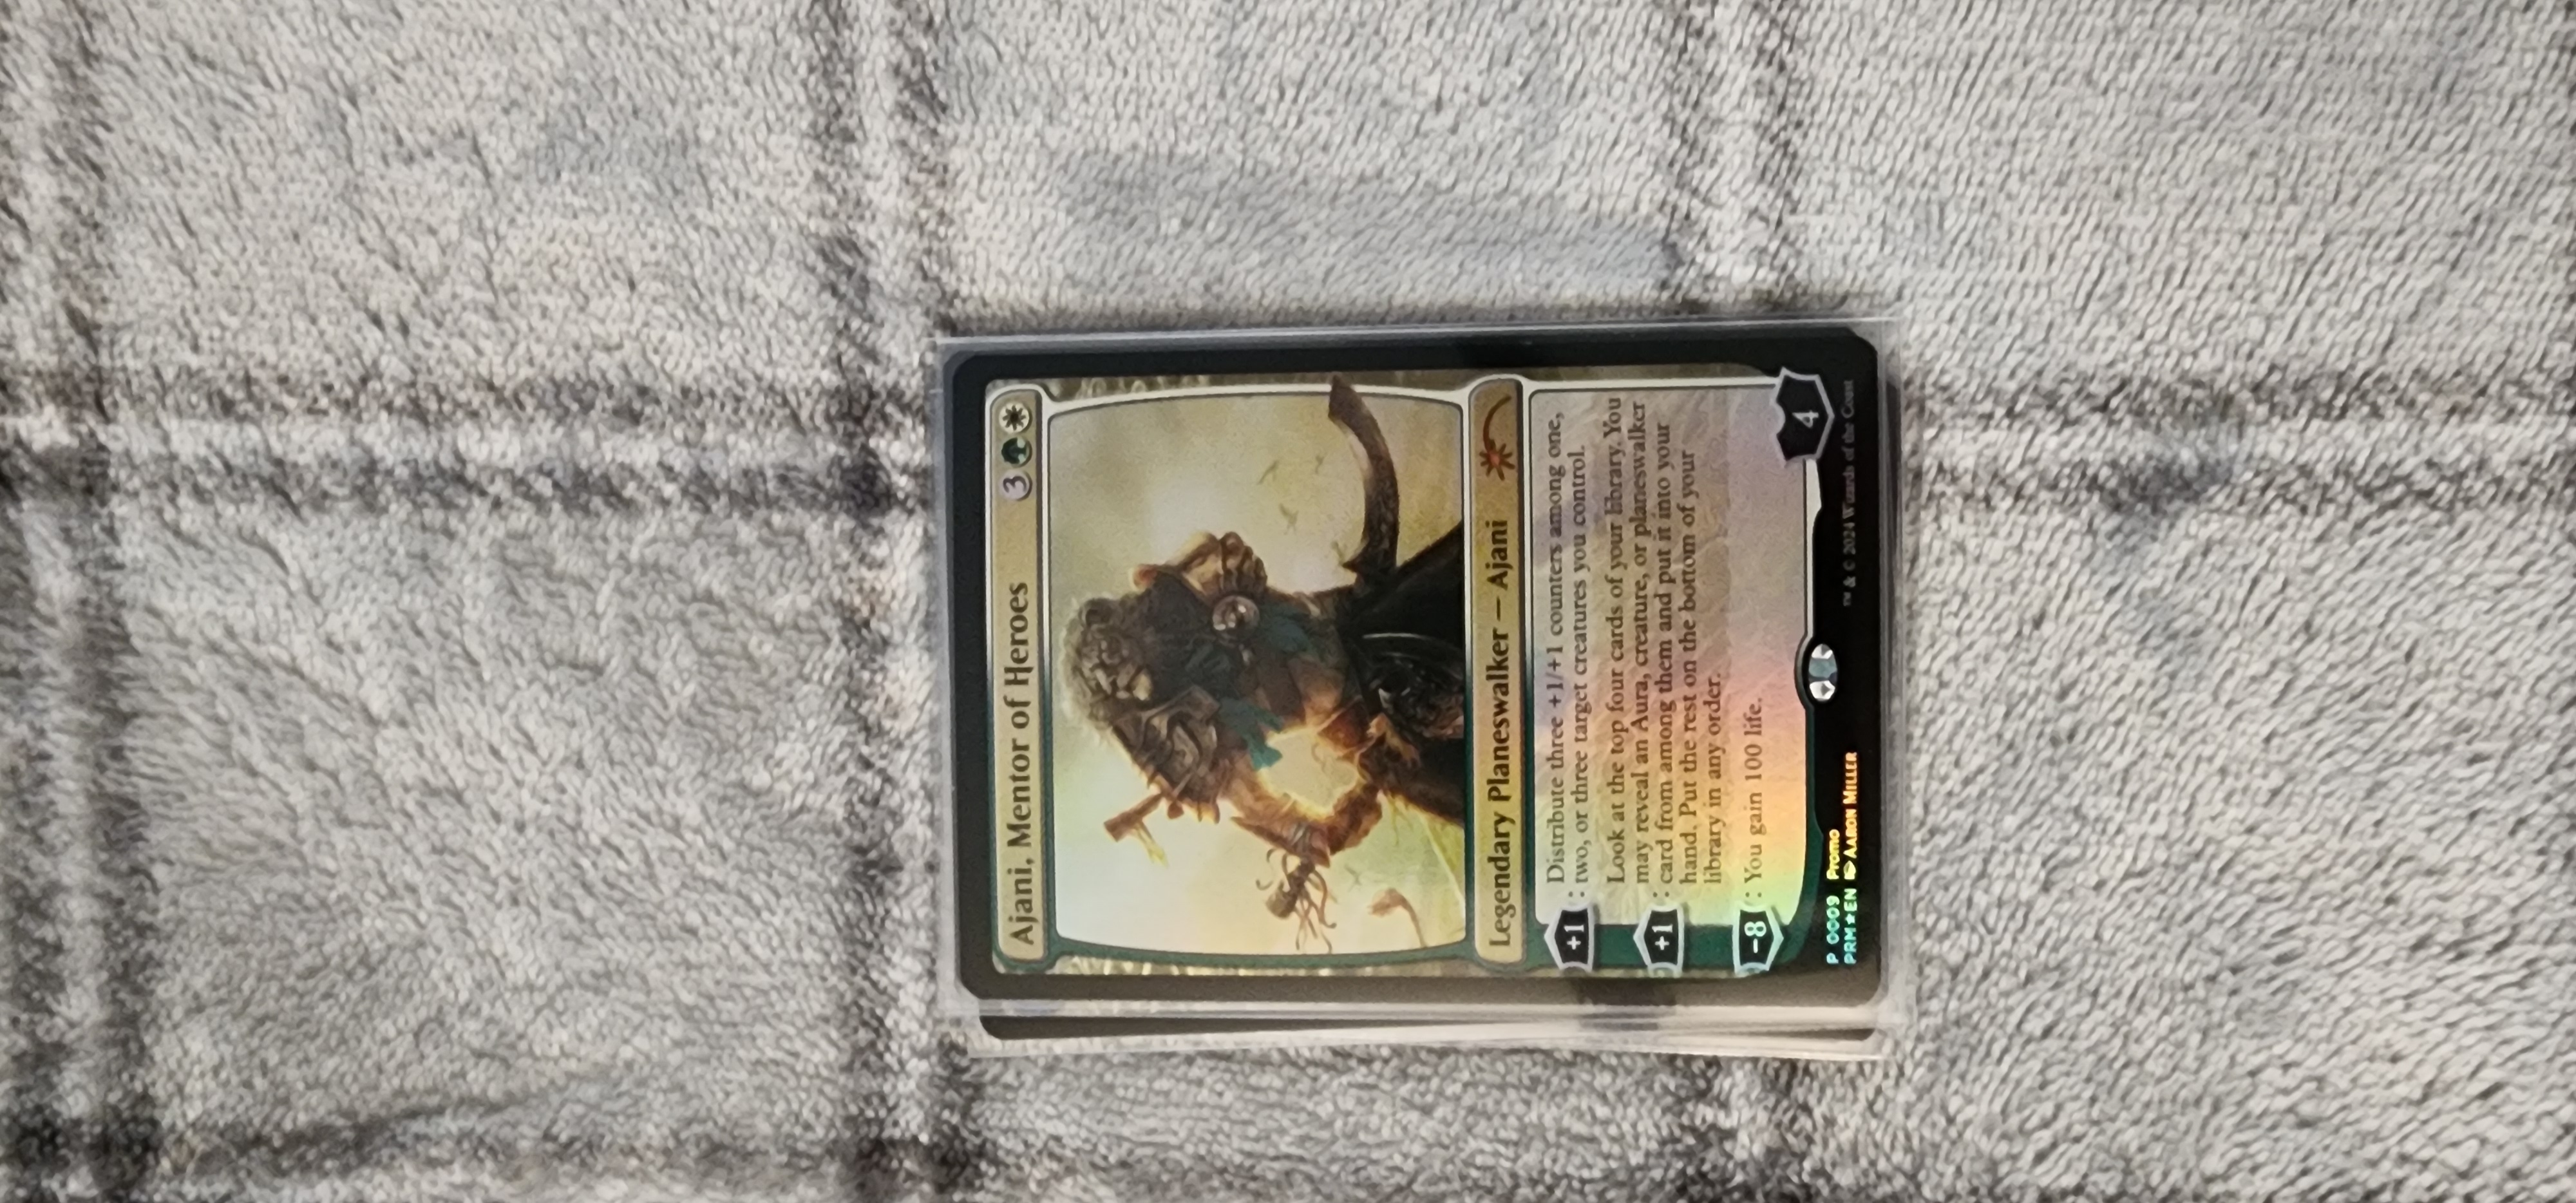 Ajani, Mentor of Heroes 3
Legendary Planeswalker — Ajani
+1 : Distribute three +1/+1 counters among one,
two, or three target creatures you control.
Look at the top four cards of your library. You
may reveal an Aura, creature, or planeswalker
+1 : card from among them and put it into your
hand. Put the rest on the bottom of your
library in any order.
-8 : You gain 100 life.
4
P 0009 Promo
PRM★EN AARON MILLER
™ & © 2024 Wizards of the Coast